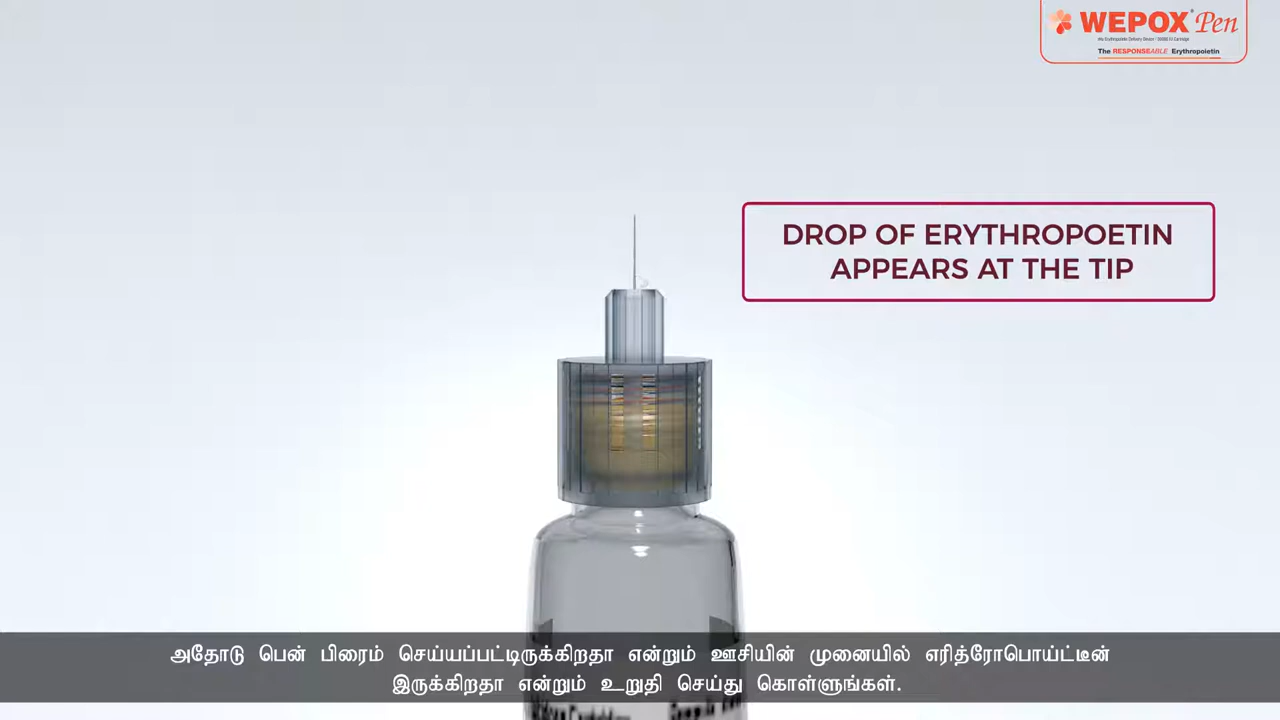 WEPOX® Pen
The RESPONSEABLE Erythropoietin
DROP OF ERYTHROPOETIN
APPEARS AT THE TIP
அதோடு பென் பிரைம் செய்யப்பட்டிருக்கிறதா என்றும் ஊசியின் முனையில் எரித்ரோபொய்ட்டீன்
இருக்கிறதா என்றும் உறுதி செய்து கொள்ளுங்கள்.